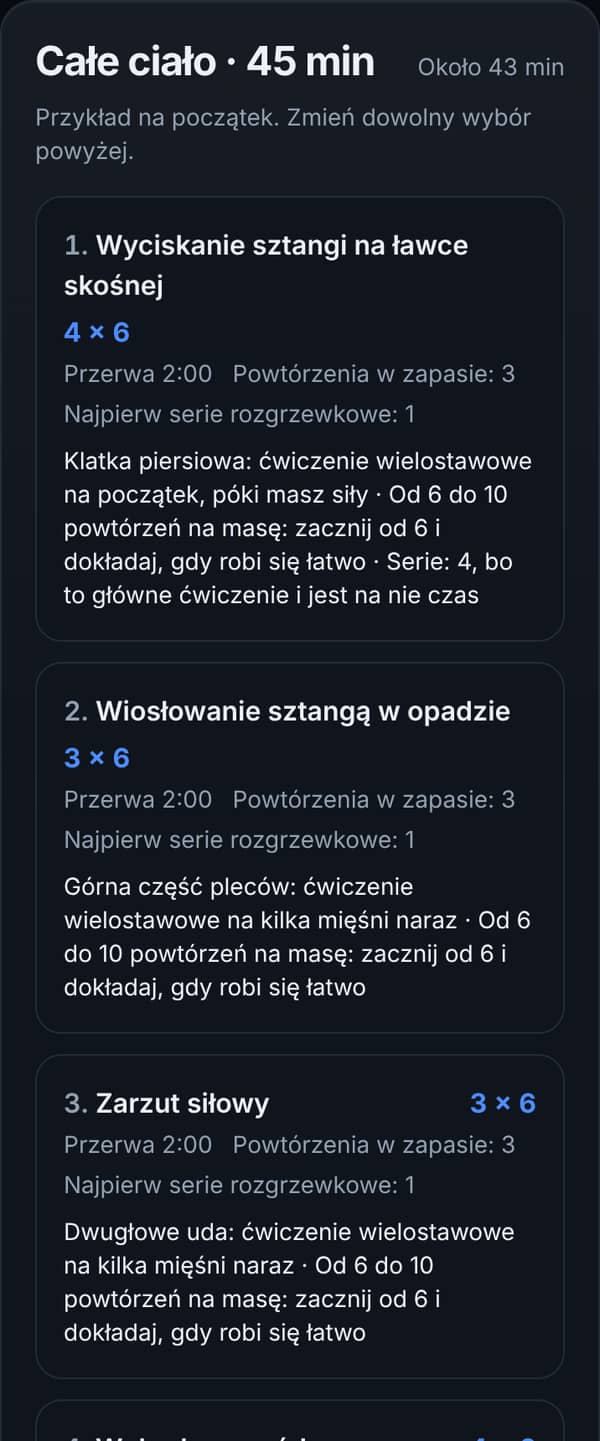 Całe ciało · 45 min
Około 43 min
Przykład na początek. Zmień dowolny wybór
powyżej.
1. Wyciskanie sztangi na ławce
skośnej
4 × 6
Przerwa 2:00 Powtórzenia w zapasie: 3
Najpierw serie rozgrzewkowe: 1
Klatka piersiowa: ćwiczenie wielostawowe
na początek, póki masz siły · Od 6 do 10
powtórzeń na masę: zacznij od 6 i
dokładaj, gdy robi się łatwo · Serie: 4, bo
to główne ćwiczenie i jest na nie czas
2. Wiosłowanie sztangą w opadzie
3 × 6
Przerwa 2:00 Powtórzenia w zapasie: 3
Najpierw serie rozgrzewkowe: 1
Górna część pleców: ćwiczenie
wielostawowe na kilka mięśni naraz · Od 6
do 10 powtórzeń na masę: zacznij od 6 i
dokładaj, gdy robi się łatwo
3. Zarzut siłowy 3 × 6
Przerwa 2:00 Powtórzenia w zapasie: 3
Najpierw serie rozgrzewkowe: 1
Dwugłowe uda: ćwiczenie wielostawowe
na kilka mięśni naraz · Od 6 do 10
powtórzeń na masę: zacznij od 6 i
dokładaj, gdy robi się łatwo